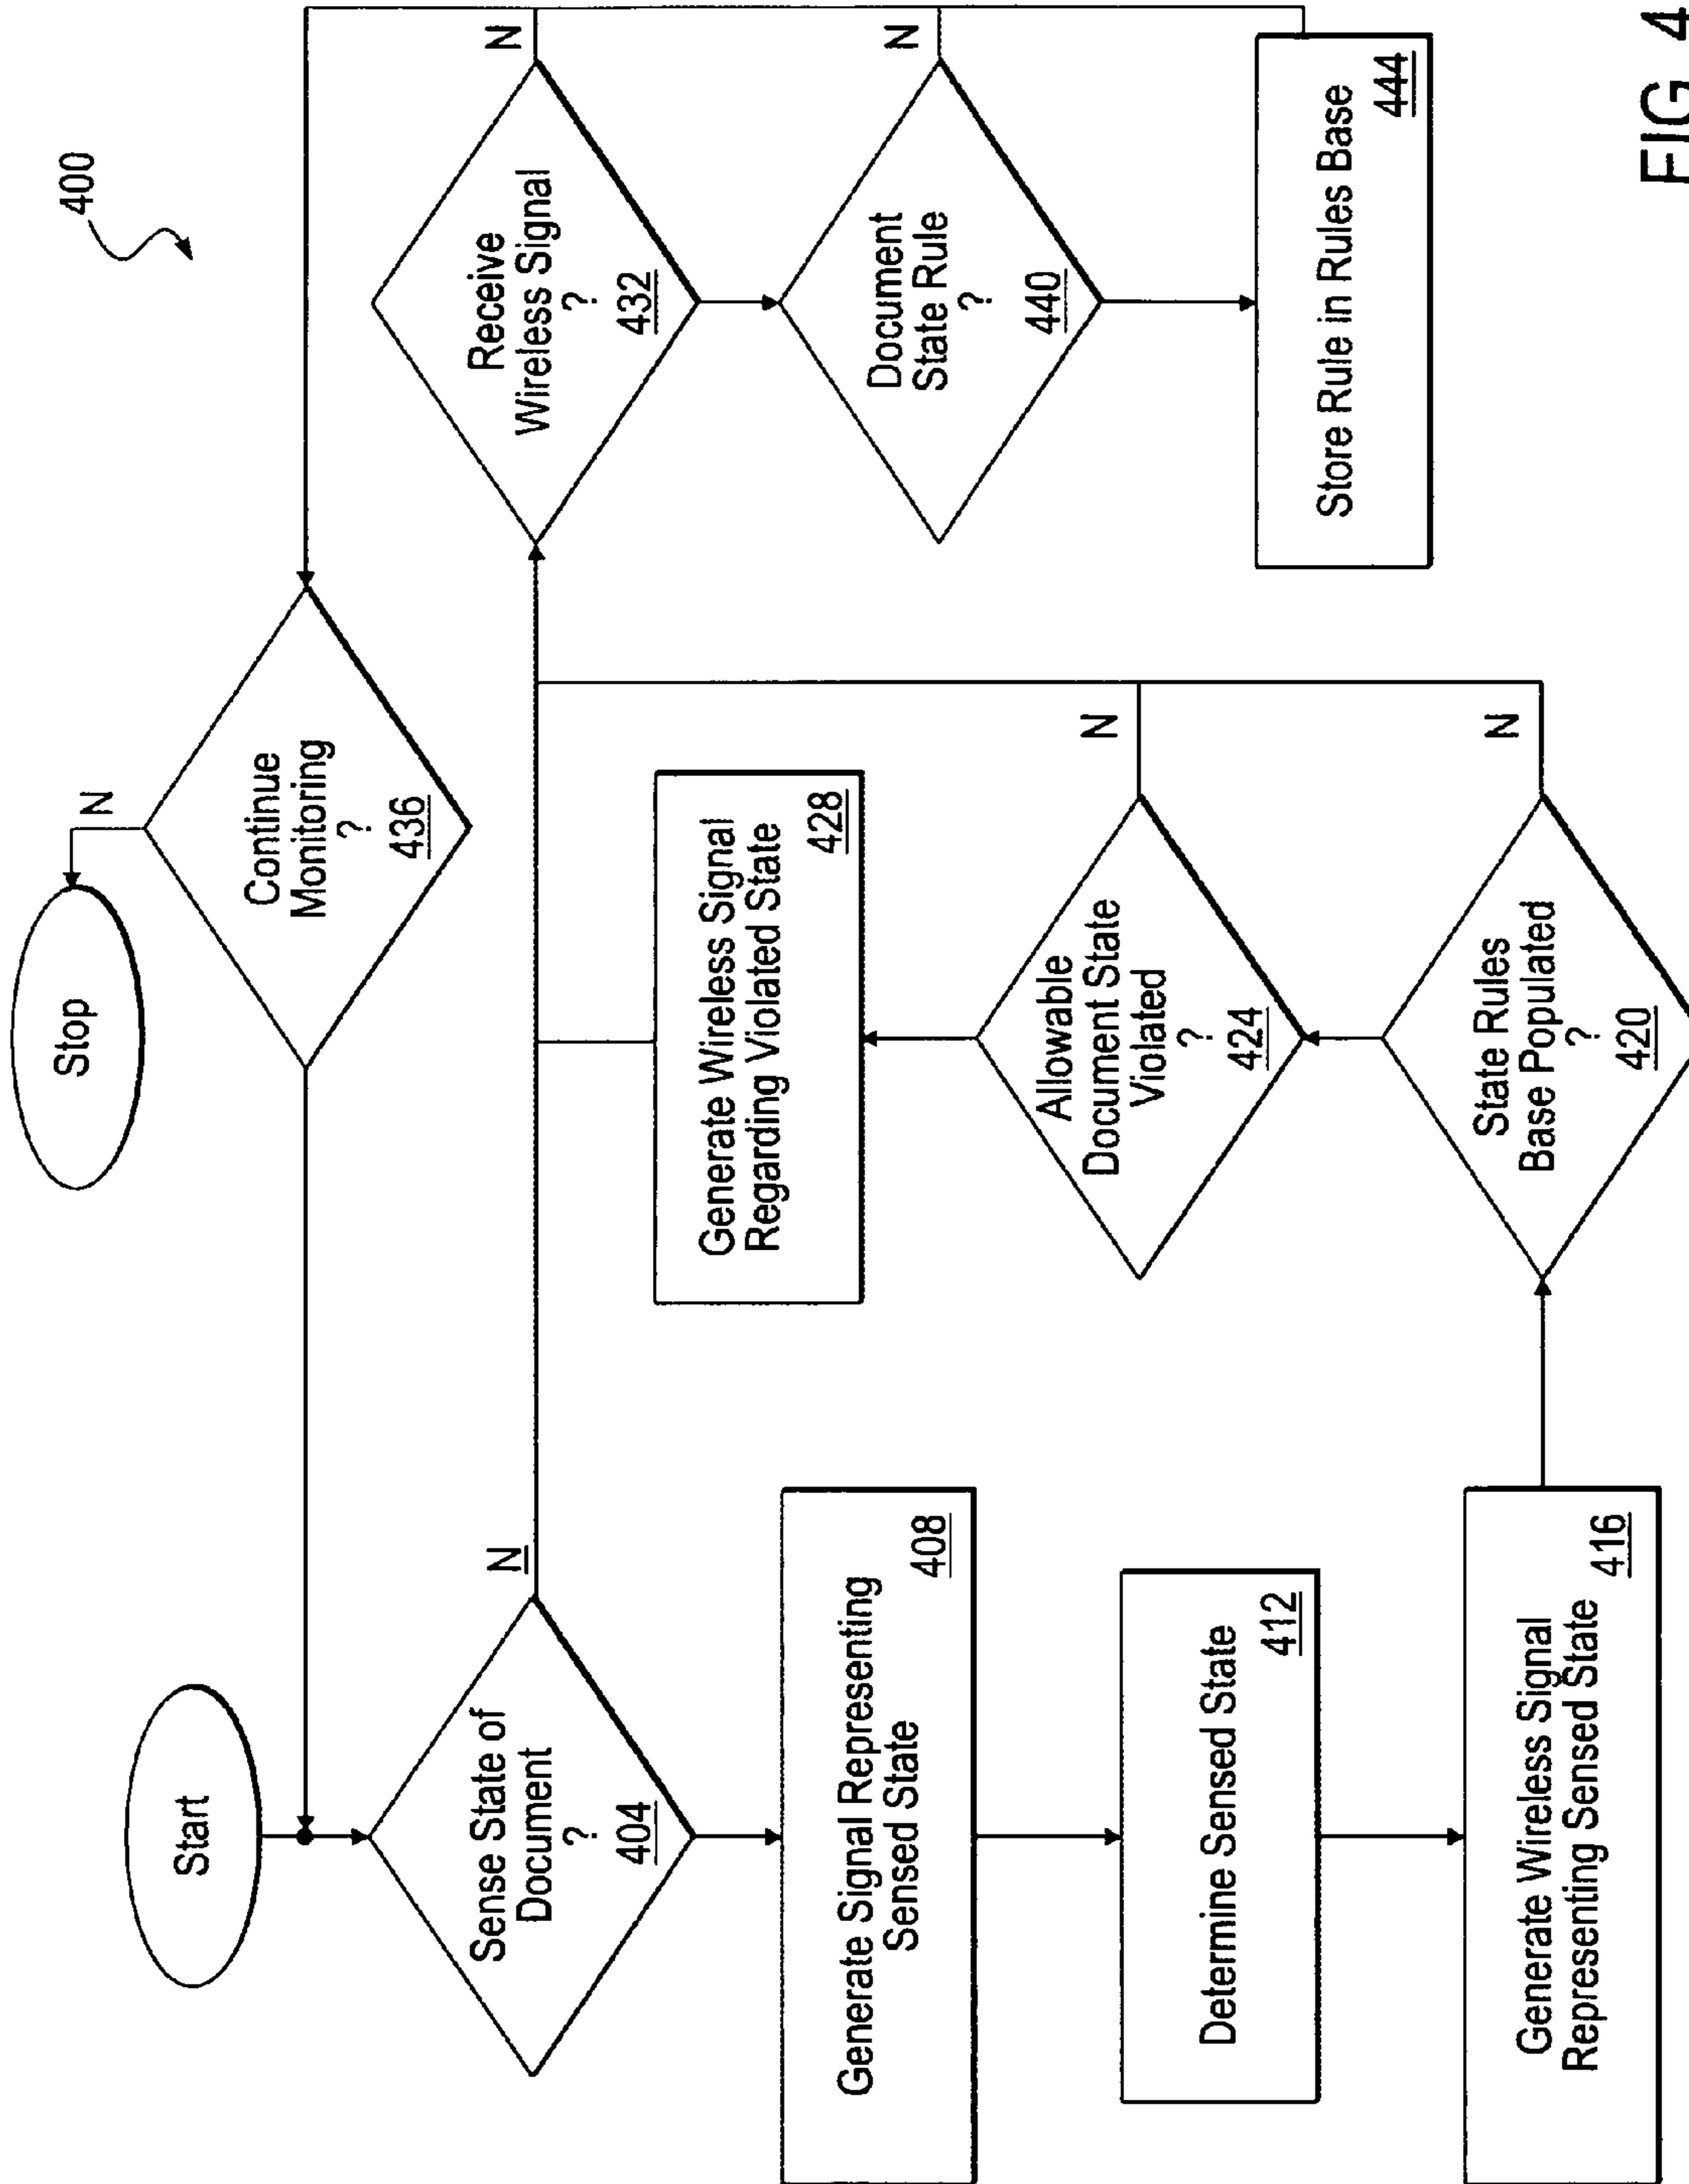 400
Start
Sense State of
Document
?
404
N
Generate Signal Representing
Sensed State
408
Determine Sensed State
412
Generate Wireless Signal
Representing Sensed State
416
Stop
N
Continue
Monitoring
?
436
Generate Wireless Signal
Regarding Violated State
428
Allowable
Document State
Violated
?
424
N
State Rules
Base Populated
?
420
N
Receive
Wireless Signal
?
432
N
Document
State Rule
?
440
N
Store Rule in Rules Base
444
FIG. 4